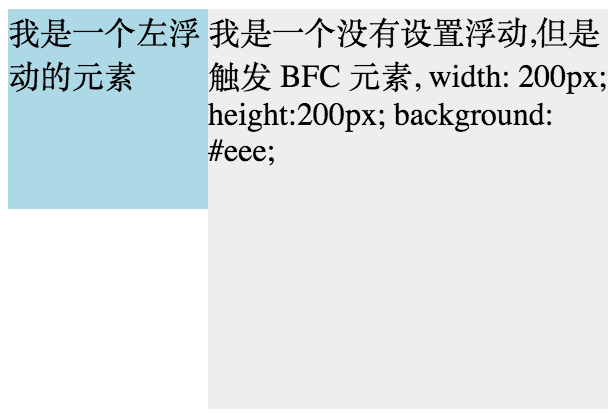 我是一个左浮
动的元素
我是一个没有设置浮动,但是
触发 BFC 元素, width: 200px;
height:200px; background:
#eee;